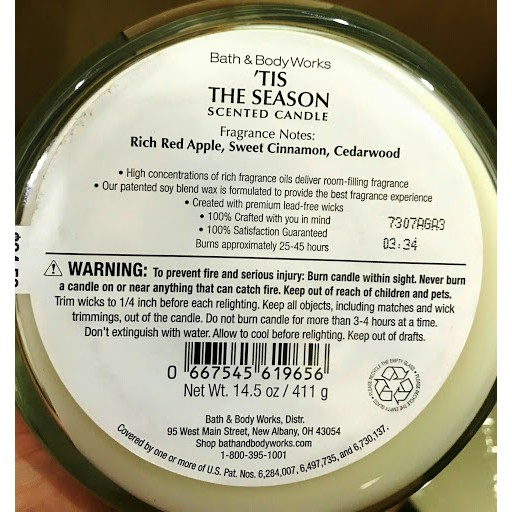 Bath & Body Works
'TIS
THE SEASON
SCENTED CANDLE
Fragrance Notes:
Rich Red Apple, Sweet Cinnamon, Cedarwood
• High concentrations of rich fragrance oils deliver room-filling fragrance
• Our patented soy blend wax is formulated to provide the best fragrance experience
• Created with premium lead-free wicks
• 100% Crafted with you in mind
• 100% Satisfaction Guaranteed
Burns approximately 25-45 hours
7307AGA3
03:34
⚠ WARNING: To prevent fire and serious injury: Burn candle within sight. Never burn
a candle on or near anything that can catch fire. Keep out of reach of children and pets.
Trim wicks to 1/4 inch before each relighting. Keep all objects, including matches and wick
trimmings, out of the candle. Do not burn candle for more than 3-4 hours at a time.
Don't extinguish with water. Allow to cool before relighting. Keep out of drafts.
0 667545 619656
Net Wt. 14.5 oz / 411 g
PLEASE RECYCLE THE EMPTY GLASS
Bath & Body Works, Distr.
95 West Main Street, New Albany, OH 43054
Shop bathandbodyworks.com
1-800-395-1001
Covered by one or more of U.S. Pat. Nos. 6,284,007, 6,497,735, and 6,730,137.